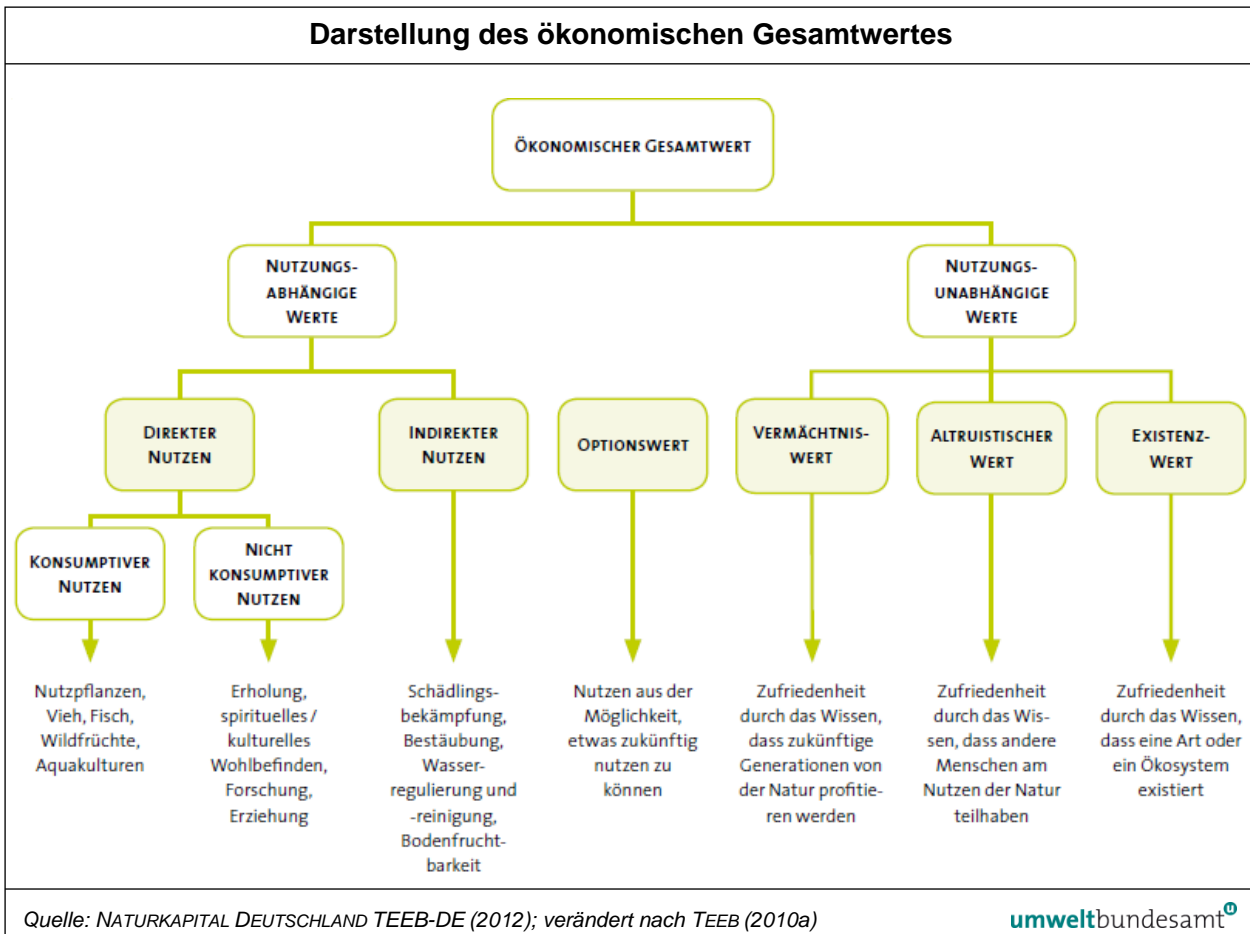 Darstellung des ökonomischen Gesamtwertes
ÖKONOMISCHER GESAMTWERT
NUTZUNGS-
ABHÄNGIGE
WERTE
NUTZUNGS-
UNABHÄNGIGE
WERTE
DIREKTER
NUTZEN
INDIREKTER
NUTZEN
OPTIONSWERT
VERMÄCHTNIS-
WERT
ALTRUISTISCHER
WERT
EXISTENZ-
WERT
KONSUMPTIVER
NUTZEN
NICHT
KONSUMPTIVER
NUTZEN
Nutzpflanzen,
Vieh, Fisch,
Wildfrüchte,
Aquakulturen
Erholung,
spirituelles /
kulturelles
Wohlbefinden,
Forschung,
Erziehung
Schädlings-
bekämpfung,
Bestäubung,
Wasser-
regulierung und
-reinigung,
Bodenfrucht-
barkeit
Nutzen aus der
Möglichkeit,
etwas zukünftig
nutzen zu
können
Zufriedenheit
durch das Wissen,
dass zukünftige
Generationen von
der Natur profitie-
ren werden
Zufriedenheit
durch das Wis-
sen, dass andere
Menschen am
Nutzen der Natur
teilhaben
Zufriedenheit
durch das Wissen,
dass eine Art oder
ein Ökosystem
existiert
Quelle: NATURKAPITAL DEUTSCHLAND TEEB-DE (2012); verändert nach TEEB (2010a)
umweltbundesamt u